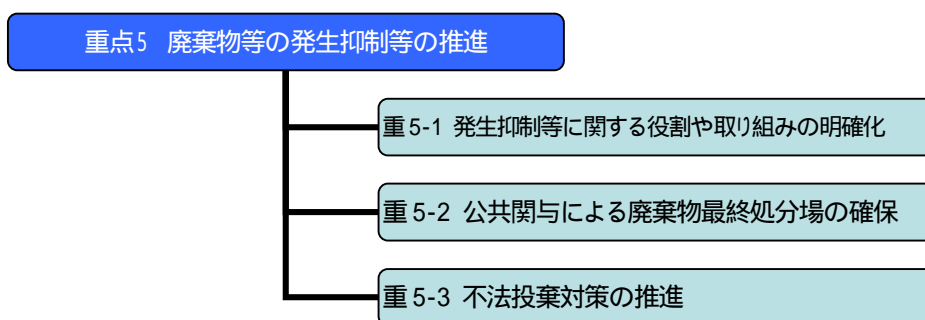 重点5 廃棄物等の発生抑制等の推進
重5-1 発生抑制等に関する役割や取り組みの明確化
重5-2 公共関与による廃棄物最終処分場の確保
重5-3 不法投棄対策の推進